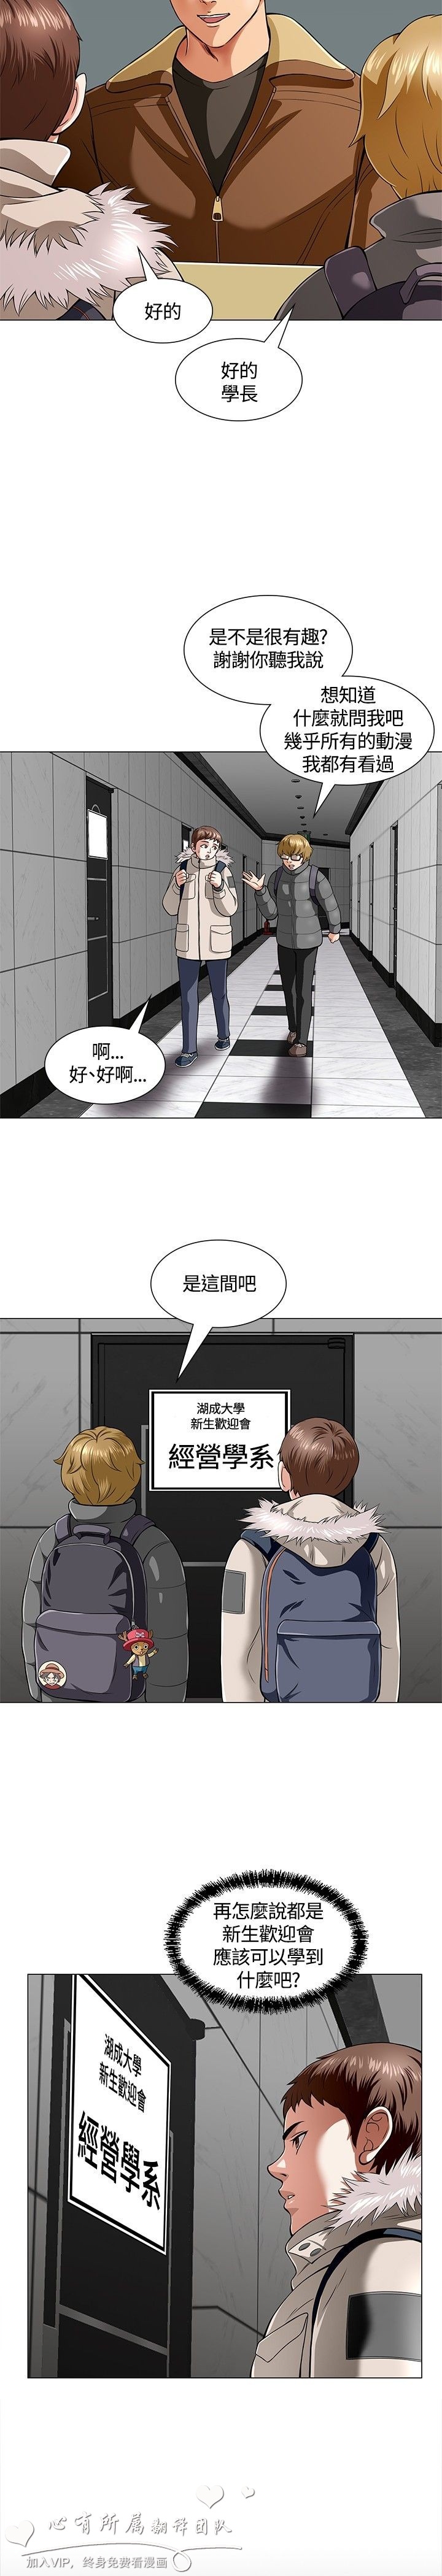 好的
好的
學長
是不是很有趣?
謝謝你聽我說
想知道
什麼就問我吧
幾乎所有的動漫
我都有看過
啊...
好、好啊...
是這間吧
湖成大學
新生歡迎會
經營學系
再怎麼說都是
新生歡迎會
應該可以學到
什麼吧?
湖成大學
新生歡迎會
經營學系
心有所属翻译团队
加入VIP，终身免费看漫画